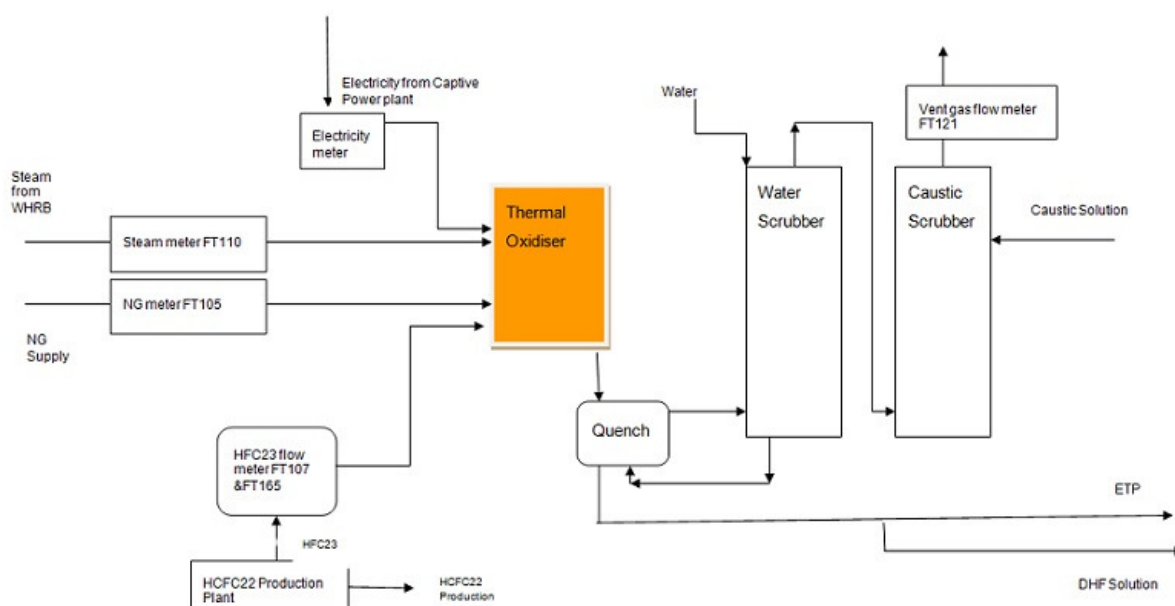 Electricity from Captive
Power plant
Electricity
meter
Steam
from
WHRB
Steam meter FT110
NG meter FT105
NG
Supply
Thermal
Oxidiser
Water
Water
Scrubber
Vent gas flow meter
FT121
Caustic
Scrubber
Caustic Solution
Quench
HFC23 flow
meter FT107
&FT165
HFC23
HCFC22 Production
Plant
HCFC22
Production
ETP
DHF Solution